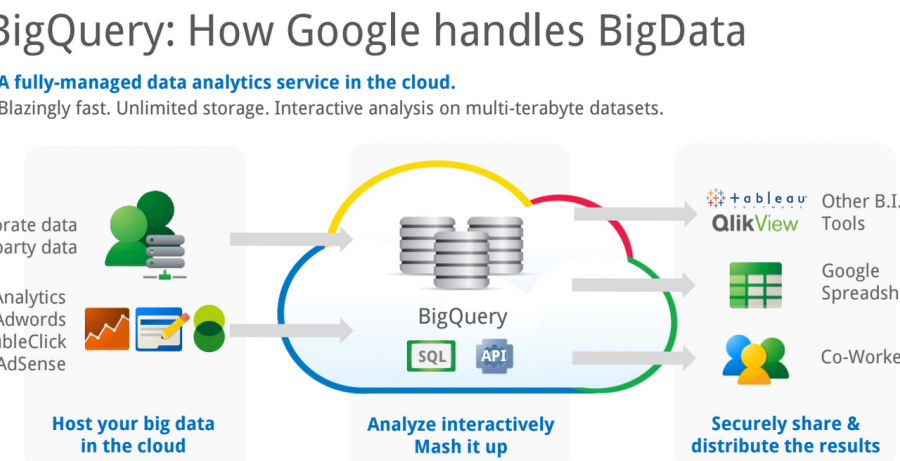 BigQuery: How Google handles BigData
A fully-managed data analytics service in the cloud.
Blazingly fast. Unlimited storage. Interactive analysis on multi-terabyte datasets.
orate data
party data
Analytics
Adwords
ubleClick
AdSense
Host your big data
in the cloud
BigQuery
SQL API
Analyze interactively
Mash it up
+ a b l e a u
QlikView
Other B.I.
Tools
Google
Spreadsh
Co-Worke
Securely share &
distribute the results